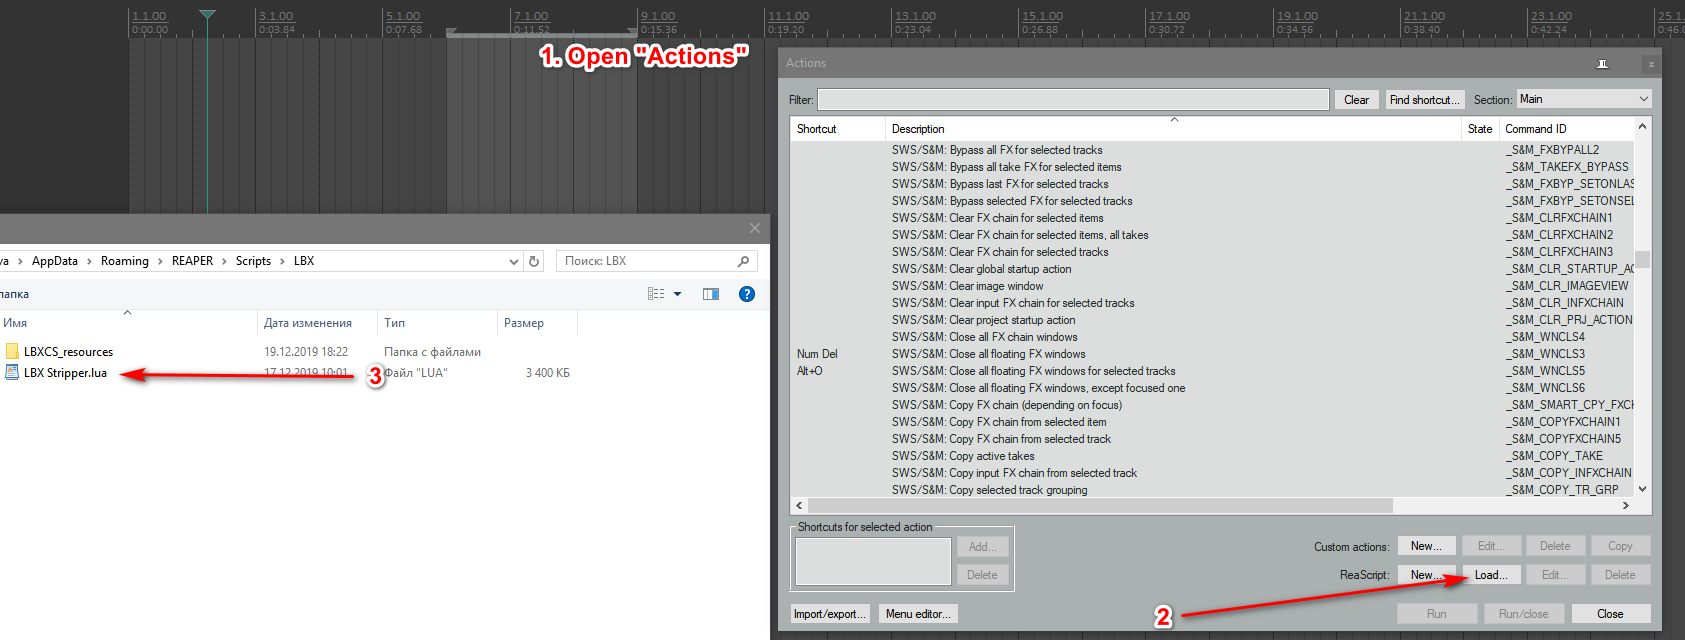 1.1.00 3.1.00 5.1.00 7.1.00 9.1.00 11.1.00 13.1.00 15.1.00 17.1.00 19.1.00 21.1.00 23.1.00 25.1
0:00.00 0:03.84 0:07.68 0:11.52 0:15.36 0:19.20 0:23.04 0:26.88 0:30.72 0:34.56 0:38.40 0:42.24 0:46.0
1. Open "Actions"
Actions
Filter: Clear Find shortcut... Section: Main
Shortcut Description State Command ID
SWS/S&M: Bypass all FX for selected tracks _S&M_FXBYPALL2
SWS/S&M: Bypass all take FX for selected items _S&M_TAKEFX_BYPASS
SWS/S&M: Bypass last FX for selected tracks _S&M_FXBYP_SETONLAS
SWS/S&M: Bypass selected FX for selected tracks _S&M_FXBYP_SETONSEL
SWS/S&M: Clear FX chain for selected items _S&M_CLRFXCHAIN1
SWS/S&M: Clear FX chain for selected items, all takes _S&M_CLRFXCHAIN2
SWS/S&M: Clear FX chain for selected tracks _S&M_CLRFXCHAIN3
SWS/S&M: Clear global startup action _S&M_CLR_STARTUP_AC
SWS/S&M: Clear image window _S&M_CLR_IMAGEVIEW
SWS/S&M: Clear input FX chain for selected tracks _S&M_CLR_INFXCHAIN
SWS/S&M: Clear project startup action _S&M_CLR_PRJ_ACTION
SWS/S&M: Close all FX chain windows _S&M_WNCLS4
Num Del SWS/S&M: Close all floating FX windows _S&M_WNCLS3
Alt+O SWS/S&M: Close all floating FX windows for selected tracks _S&M_WNCLS5
SWS/S&M: Close all floating FX windows, except focused one _S&M_WNCLS6
SWS/S&M: Copy FX chain (depending on focus) _S&M_SMART_CPY_FXCH
SWS/S&M: Copy FX chain from selected item _S&M_COPYFXCHAIN1
SWS/S&M: Copy FX chain from selected track _S&M_COPYFXCHAIN5
SWS/S&M: Copy active takes _S&M_COPY_TAKE
SWS/S&M: Copy input FX chain from selected track _S&M_COPY_INFXCHAIN
SWS/S&M: Copy selected track grouping _S&M_COPY_TR_GRP
Shortcuts for selected action
Add...
Delete
Custom actions: New... Edit... Delete Copy
ReaScript: New... Load... Edit... Delete
Import/export... Menu editor... Run Run/close Close
2
va › AppData › Roaming › REAPER › Scripts › LBX Поиск: LBX
папка
Имя Дата изменения Тип Размер
LBXCS_resources 19.12.2019 18:22 Папка с файлами
LBX Stripper.lua 17.12.2019 10:01 Файл "LUA" 3 400 КБ
3